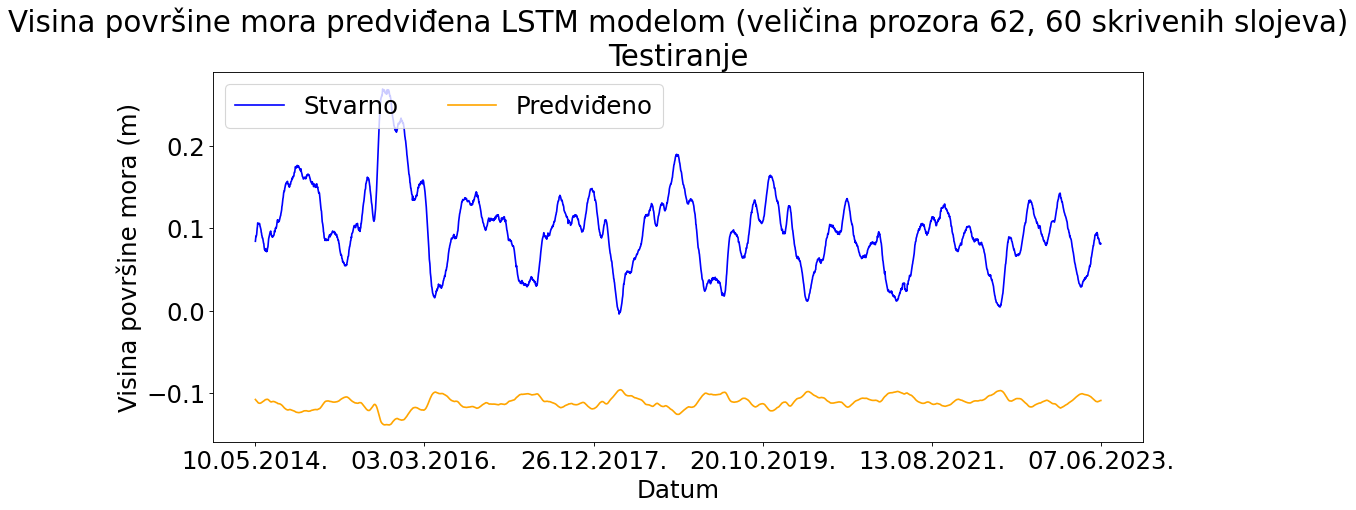 Visina površine mora predviđena LSTM modelom (veličina prozora 62, 60 skrivenih slojeva)
Testiranje
Stvarno Predviđeno
Visina površine mora (m)
0.2
0.1
0.0
−0.1
10.05.2014. 03.03.2016. 26.12.2017. 20.10.2019. 13.08.2021. 07.06.2023.
Datum